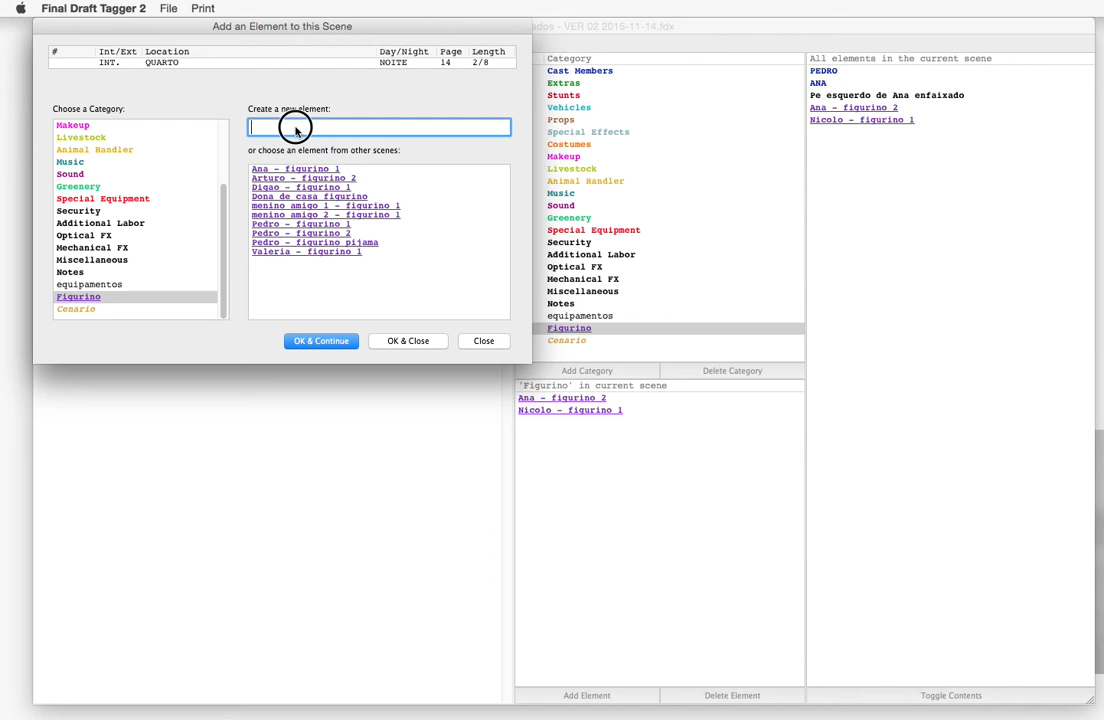 Final Draft Tagger 2 File Print
Add an Element to this Scene
ados - VER 02 2015-11-14.fdx
# Int/Ext Location Day/Night Page Length
INT. QUARTO NOITE 14 2/8
Choose a Category:
Makeup
Livestock
Animal Handler
Music
Sound
Greenery
Special Equipment
Security
Additional Labor
Optical FX
Mechanical FX
Miscellaneous
Notes
equipamentos
Figurino
Cenario
Create a new element:
or choose an element from other scenes:
Ana - figurino 1
Arturo - figurino 2
Digao - figurino 1
Dona de casa figurino
menino amigo 1 - figurino 1
menino amigo 2 - figurino 1
Pedro - figurino 1
Pedro - figurino 2
Pedro - figurino pijama
Valeria - figurino 1
OK & Continue
OK & Close
Close
Category
Cast Members
Extras
Stunts
Vehicles
Props
Special Effects
Costumes
Makeup
Livestock
Animal Handler
Music
Sound
Greenery
Special Equipment
Security
Additional Labor
Optical FX
Mechanical FX
Miscellaneous
Notes
equipamentos
Figurino
Cenario
Add Category
Delete Category
'Figurino' in current scene
Ana - figurino 2
Nicolo - figurino 1
Add Element
Delete Element
All elements in the current scene
PEDRO
ANA
Pe esquerdo de Ana enfaixado
Ana - figurino 2
Nicolo - figurino 1
Toggle Contents